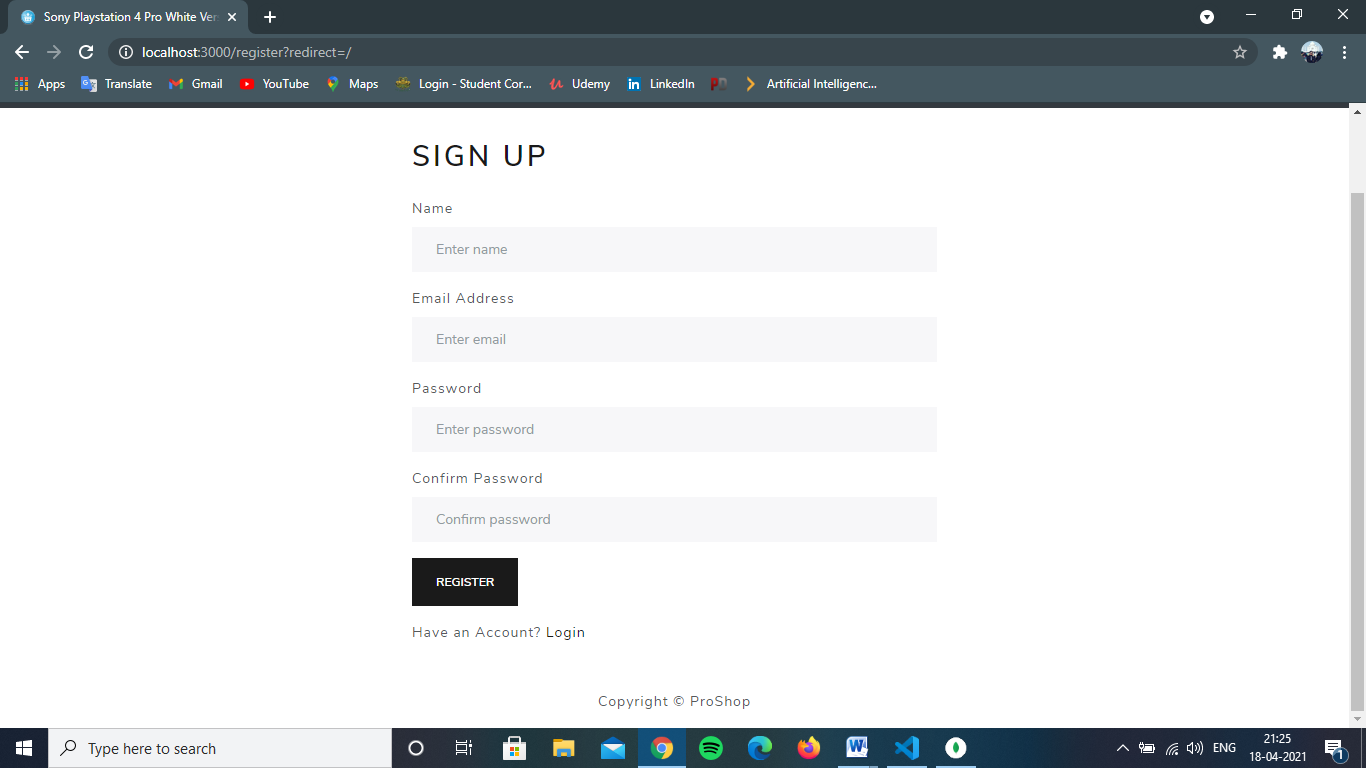 Sony Playstation 4 Pro White Ver
localhost:3000/register?redirect=/
Apps Translate Gmail YouTube Maps Login - Student Cor... Udemy LinkedIn Artificial Intelligenc...
SIGN UP
Name
Enter name
Email Address
Enter email
Password
Enter password
Confirm Password
Confirm password
REGISTER
Have an Account? Login
Copyright © ProShop
Type here to search
ENG
21:25
18-04-2021
1